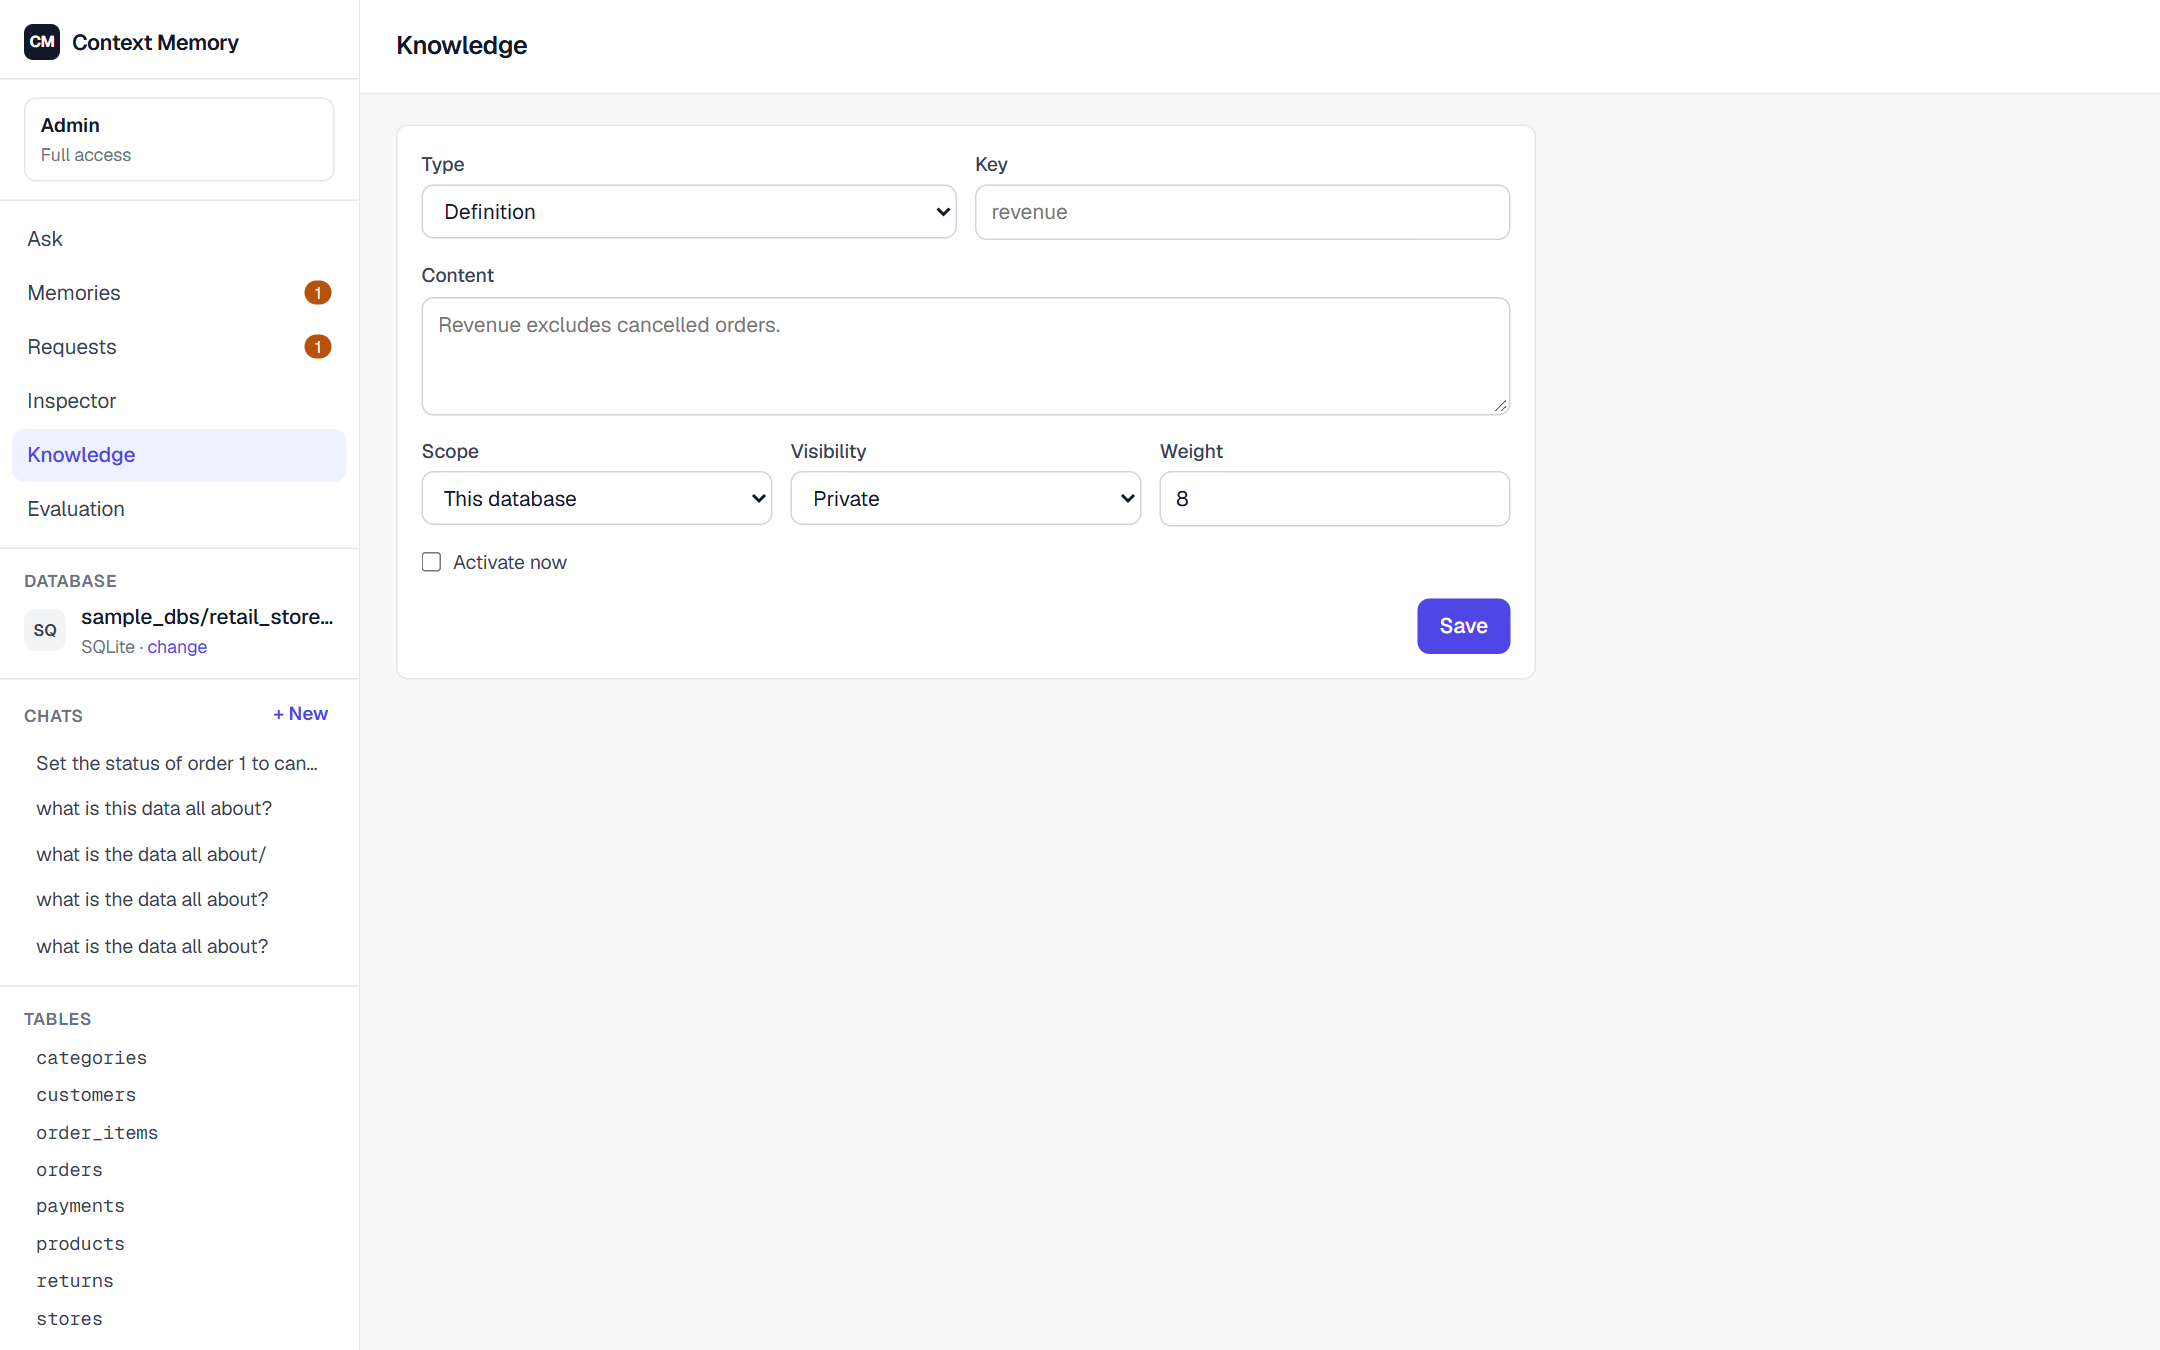 CM Context Memory
Admin
Full access
Ask
Memories 1
Requests 1
Inspector
Knowledge
Evaluation
DATABASE
SQ sample_dbs/retail_store...
SQLite · change
CHATS + New
Set the status of order 1 to can...
what is this data all about?
what is the data all about/
what is the data all about?
what is the data all about?
TABLES
categories
customers
order_items
orders
payments
products
returns
stores
Knowledge
Type Key
Definition revenue
Content
Revenue excludes cancelled orders.
Scope Visibility Weight
This database Private 8
Activate now
Save